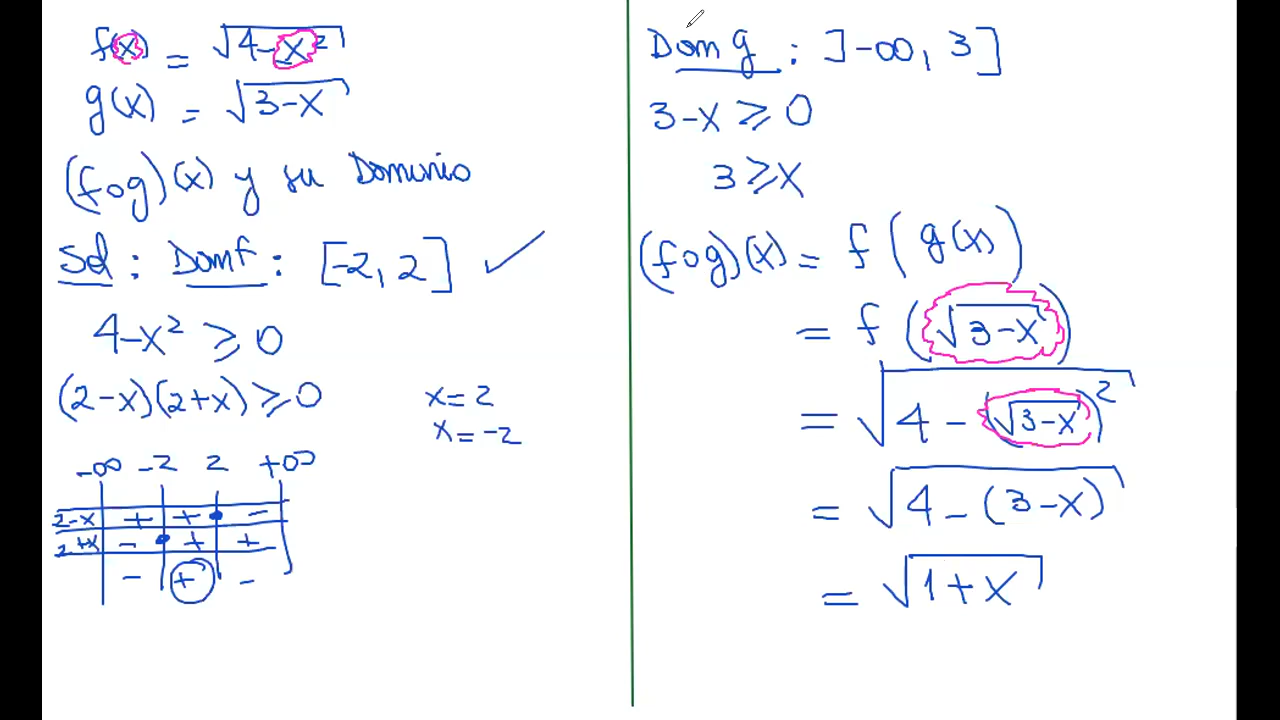 f(x) = √4-x²
g(x) = √3-x
(fog)(x) y su Dominio
Sol : Domf : [-2, 2] ✓
4-x² ≥ 0
(2-x)(2+x) ≥ 0
x = 2
x = -2
-∞ -2 2 +∞
2-x + + -
2+x - + +
- + -
Dom g : ]-∞, 3]
3-x ≥ 0
3 ≥ x
(fog)(x) = f(g(x))
= f(√3-x)
= √4-(√3-x)²
= √4-(3-x)
= √1+x